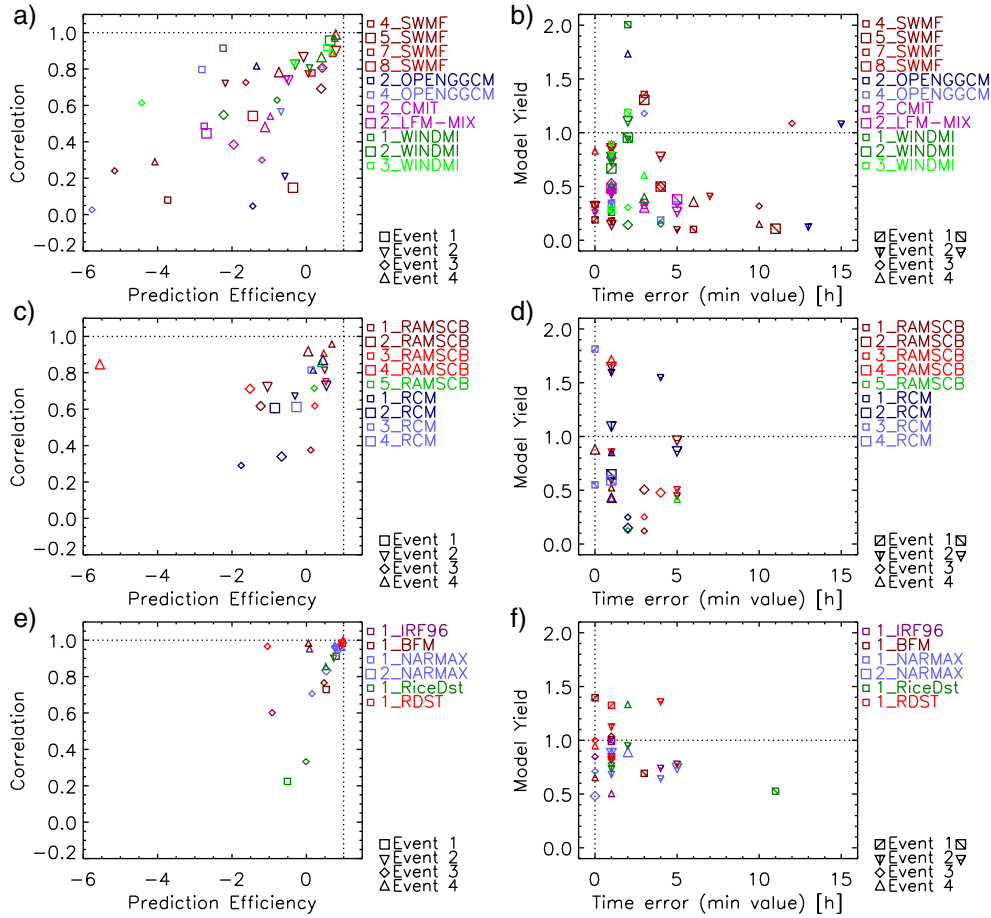 a)
1.0
0.8
0.6
0.4
0.2
0.0
−0.2
−6
−4
−2
0
Correlation
Prediction Efficiency
4_SWMF
5_SWMF
7_SWMF
8_SWMF
2_OPENGGCM
4_OPENGGCM
2_CMIT
2_LFM−MIX
1_WINDMI
2_WINDMI
3_WINDMI
Event 1
Event 2
Event 3
Event 4
b)
2.0
1.5
1.0
0.5
0.0
0
5
10
15
Model Yield
Time error (min value) [h]
4_SWMF
5_SWMF
7_SWMF
8_SWMF
2_OPENGGCM
4_OPENGGCM
2_CMIT
2_LFM−MIX
1_WINDMI
2_WINDMI
3_WINDMI
Event 1
Event 2
Event 3
Event 4
c)
1.0
0.8
0.6
0.4
0.2
0.0
−0.2
−6
−4
−2
0
Correlation
Prediction Efficiency
1_RAMSCB
2_RAMSCB
3_RAMSCB
4_RAMSCB
5_RAMSCB
1_RCM
2_RCM
3_RCM
4_RCM
Event 1
Event 2
Event 3
Event 4
d)
2.0
1.5
1.0
0.5
0.0
0
5
10
15
Model Yield
Time error (min value) [h]
1_RAMSCB
2_RAMSCB
3_RAMSCB
4_RAMSCB
5_RAMSCB
1_RCM
2_RCM
3_RCM
4_RCM
Event 1
Event 2
Event 3
Event 4
e)
1.0
0.8
0.6
0.4
0.2
0.0
−0.2
−6
−4
−2
0
Correlation
Prediction Efficiency
1_IRF96
1_BFM
1_NARMAX
2_NARMAX
1_RiceDst
1_RDST
Event 1
Event 2
Event 3
Event 4
f)
2.0
1.5
1.0
0.5
0.0
0
5
10
15
Model Yield
Time error (min value) [h]
1_IRF96
1_BFM
1_NARMAX
2_NARMAX
1_RiceDst
1_RDST
Event 1
Event 2
Event 3
Event 4